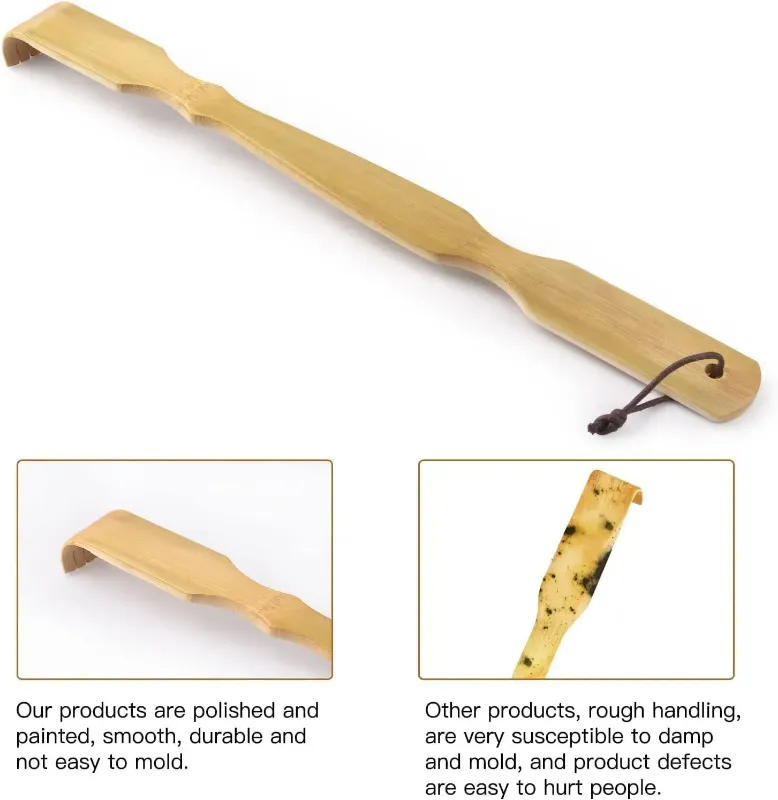 Our products are polished and
painted, smooth, durable and
not easy to mold.
Other products, rough handling,
are very susceptible to damp
and mold, and product defects
are easy to hurt people.